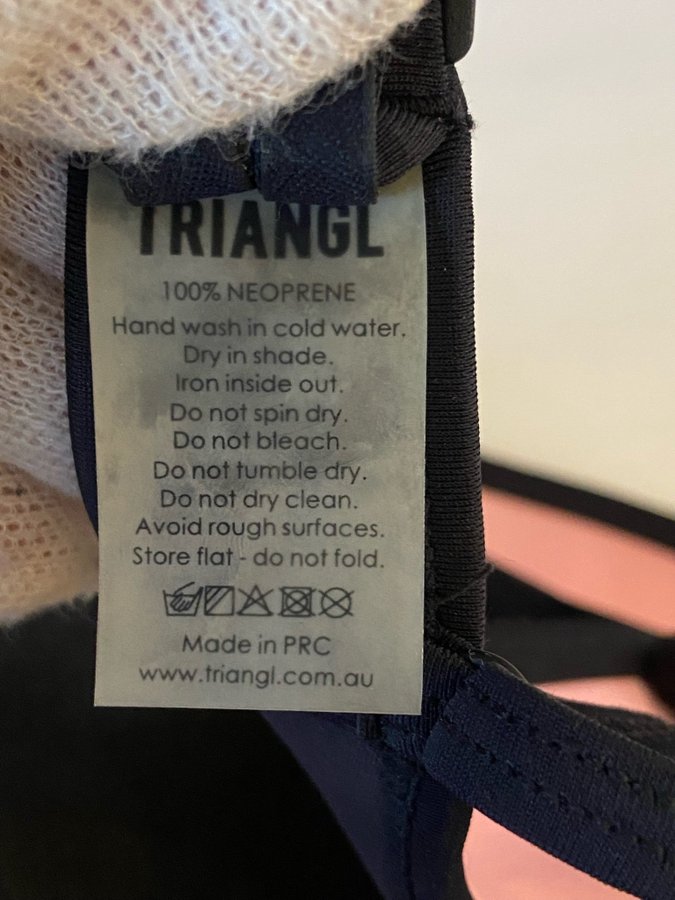 TRIANGL
100% NEOPRENE
Hand wash in cold water.
Dry in shade.
Iron inside out.
Do not spin dry.
Do not bleach.
Do not tumble dry.
Do not dry clean.
Avoid rough surfaces.
Store flat - do not fold.
Made in PRC
www.triangl.com.au